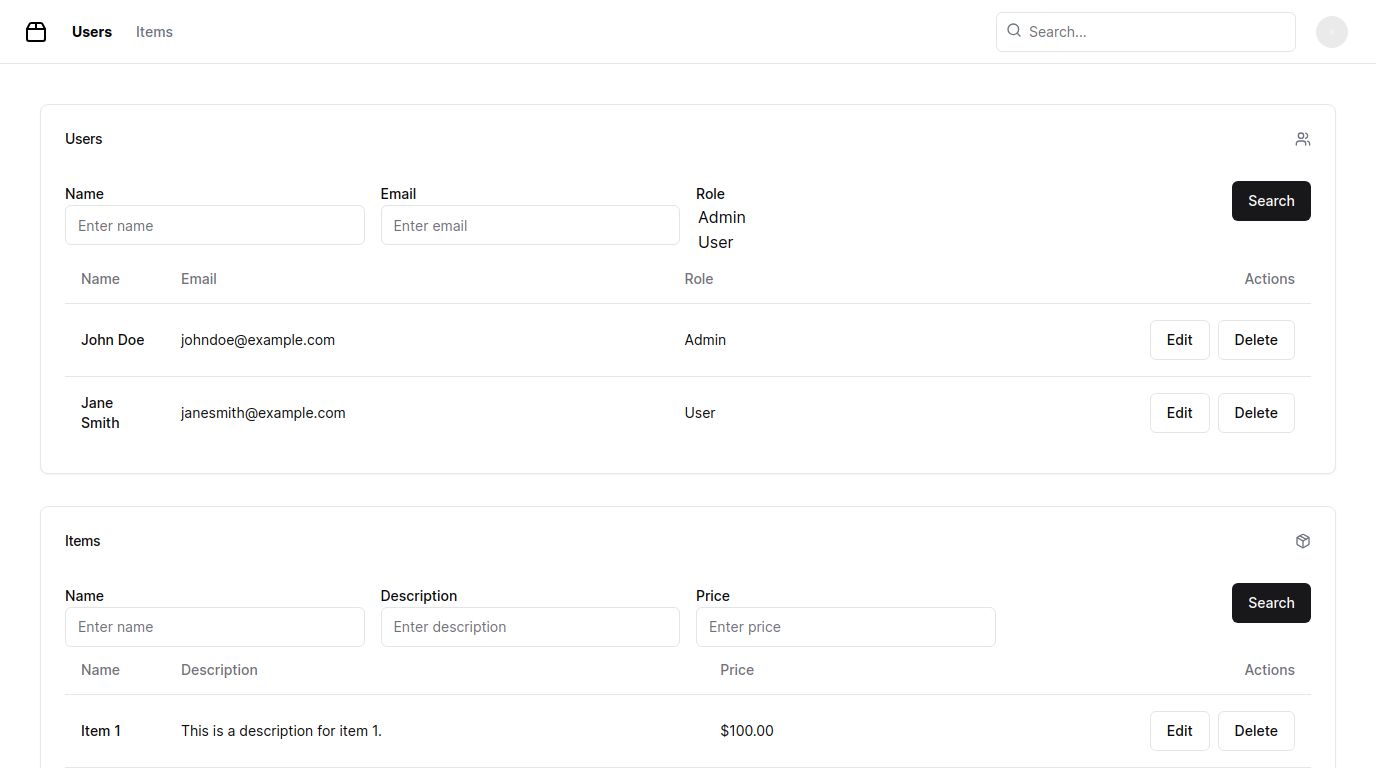 Users Items Search...
Users
Name Email Role Search
Enter name Enter email Admin
User
Name Email Role Actions
John Doe johndoe@example.com Admin Edit Delete
Jane Smith janesmith@example.com User Edit Delete
Items
Name Description Price Search
Enter name Enter description Enter price
Name Description Price Actions
Item 1 This is a description for item 1. $100.00 Edit Delete